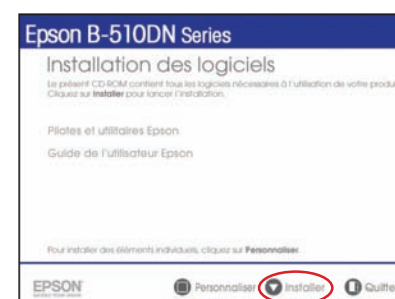 Epson B-510DN Series
Installation des logiciels
Le présent CD-ROM contient tous les logiciels nécessaires à l'utilisation de votre produi
Cliquez sur Installer pour lancer l'installation.
Pilotes et utilitaires Epson
Guide de l'utilisateur Epson
Pour installer des éléments individuels, cliquez sur Personnaliser.
EPSON Personnaliser Installer Quitte